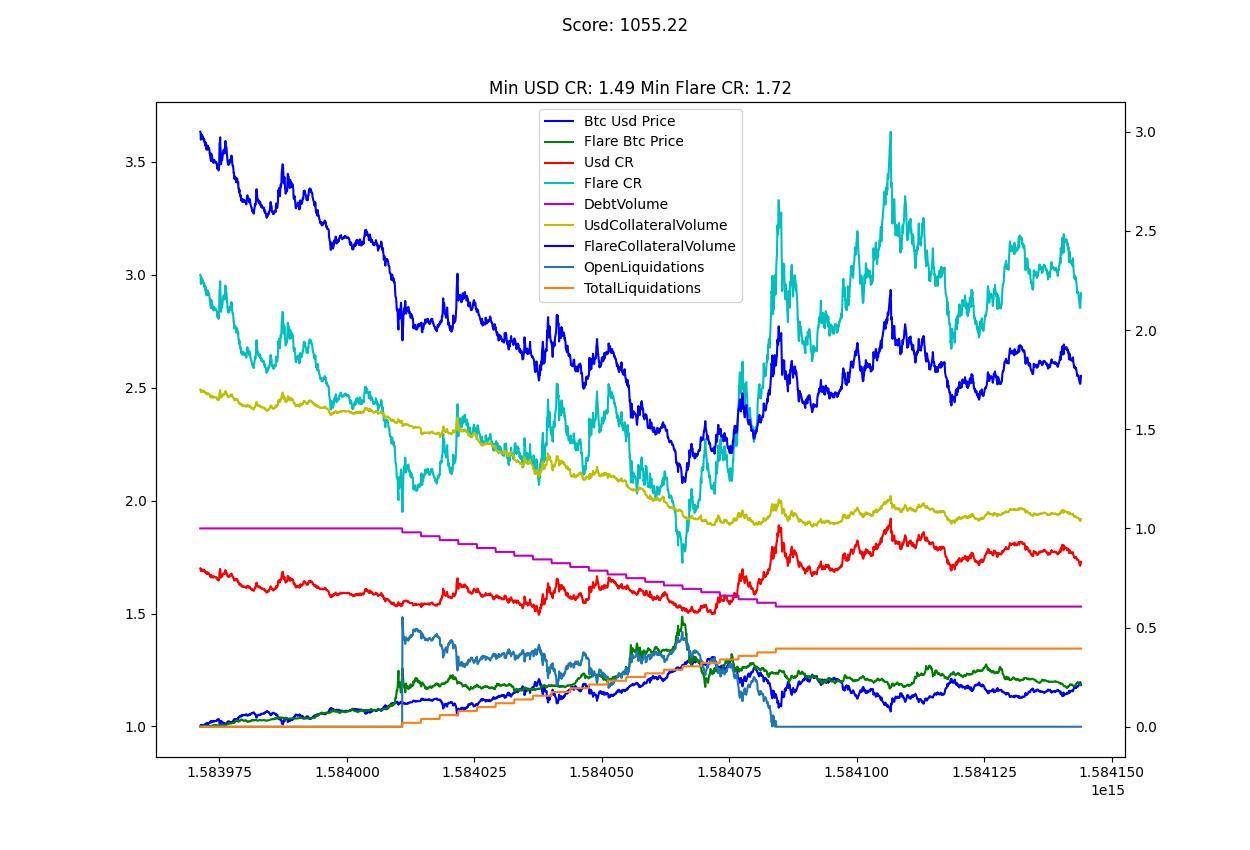 Score: 1055.22
Min USD CR: 1.49 Min Flare CR: 1.72
Btc Usd Price
Flare Btc Price
Usd CR
Flare CR
DebtVolume
UsdCollateralVolume
FlareCollateralVolume
OpenLiquidations
TotalLiquidations
3.5
3.0
2.5
2.0
1.5
1.0
3.0
2.5
2.0
1.5
1.0
0.5
0.0
1.583975 1.584000 1.584025 1.584050 1.584075 1.584100 1.584125 1.584150
1e15